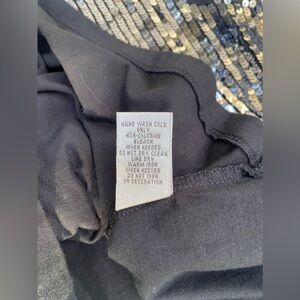 HAND WASH COLD
ONLY
NON-CHLORINE
BLEACH
WHEN NEEDED
DO NOT DRY CLEAN
LINE DRY
WARM IRON
WHEN NEEDED
DO NOT IRON
ON DECORATION